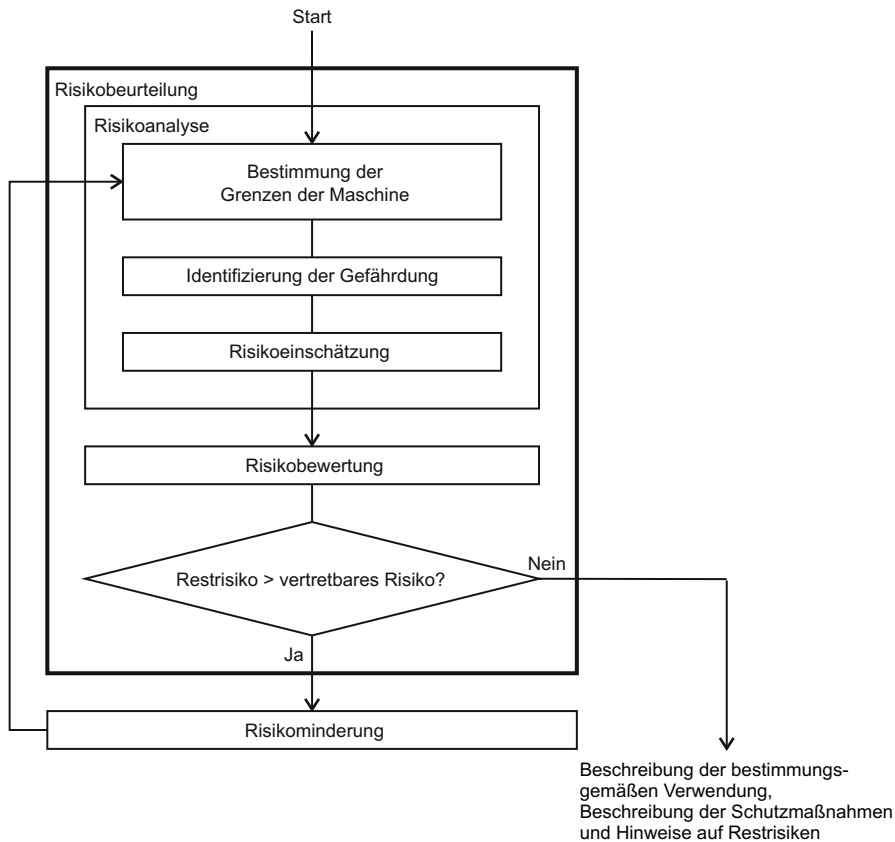 Start
Risikobeurteilung
Risikoanalyse
Bestimmung der
Grenzen der Maschine
Identifizierung der Gefährdung
Risikoeinschätzung
Risikobewertung
Restrisiko > vertretbares Risiko?
Nein
Ja
Risikominderung
Beschreibung der bestimmungs-
gemäßen Verwendung,
Beschreibung der Schutzmaßnahmen
und Hinweise auf Restrisiken